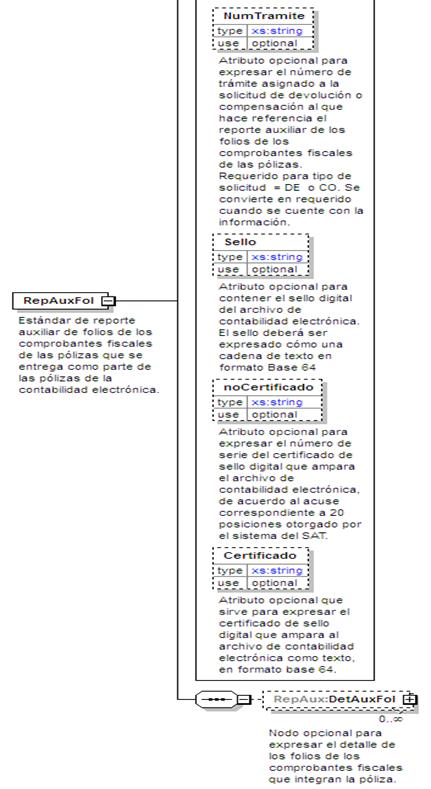 NumTramite
type xs:string
use optional
Atributo opcional para
expresar el número de
trámite asignado a la
solicitud de devolución o
compensación al que
hace referencia el
reporte auxiliar de los
folios de los
comprobantes fiscales
de las pólizas.
Requerido para tipo de
solicitud = DE o CO. Se
convierte en requerido
cuando se cuente con la
información.
Sello
type xs:string
use optional
Atributo opcional para
contener el sello digital
del archivo de
contabilidad electrónica.
El sello deberá ser
expresado cómo una
cadena de texto en
formato Base 64
RepAuxFol
Estándar de reporte
auxiliar de folios de los
comprobantes fiscales
de las pólizas que se
entrega como parte de
las pólizas de la
contabilidad electrónica.
noCertificado
type xs:string
use optional
Atributo opcional para
expresar el número de
serie del certificado de
sello digital que ampara
el archivo de
contabilidad electrónica,
de acuerdo al acuse
correspondiente a 20
posiciones otorgado por
el sistema del SAT.
Certificado
type xs:string
use optional
Atributo opcional que
sirve para expresar el
certificado de sello
digital que ampara al
archivo de contabilidad
electrónica como texto,
en formato base 64.
RepAux:DetAuxFol
0..∞
Nodo opcional para
expresar el detalle de
los folios de los
comprobantes fiscales
que integran la póliza.